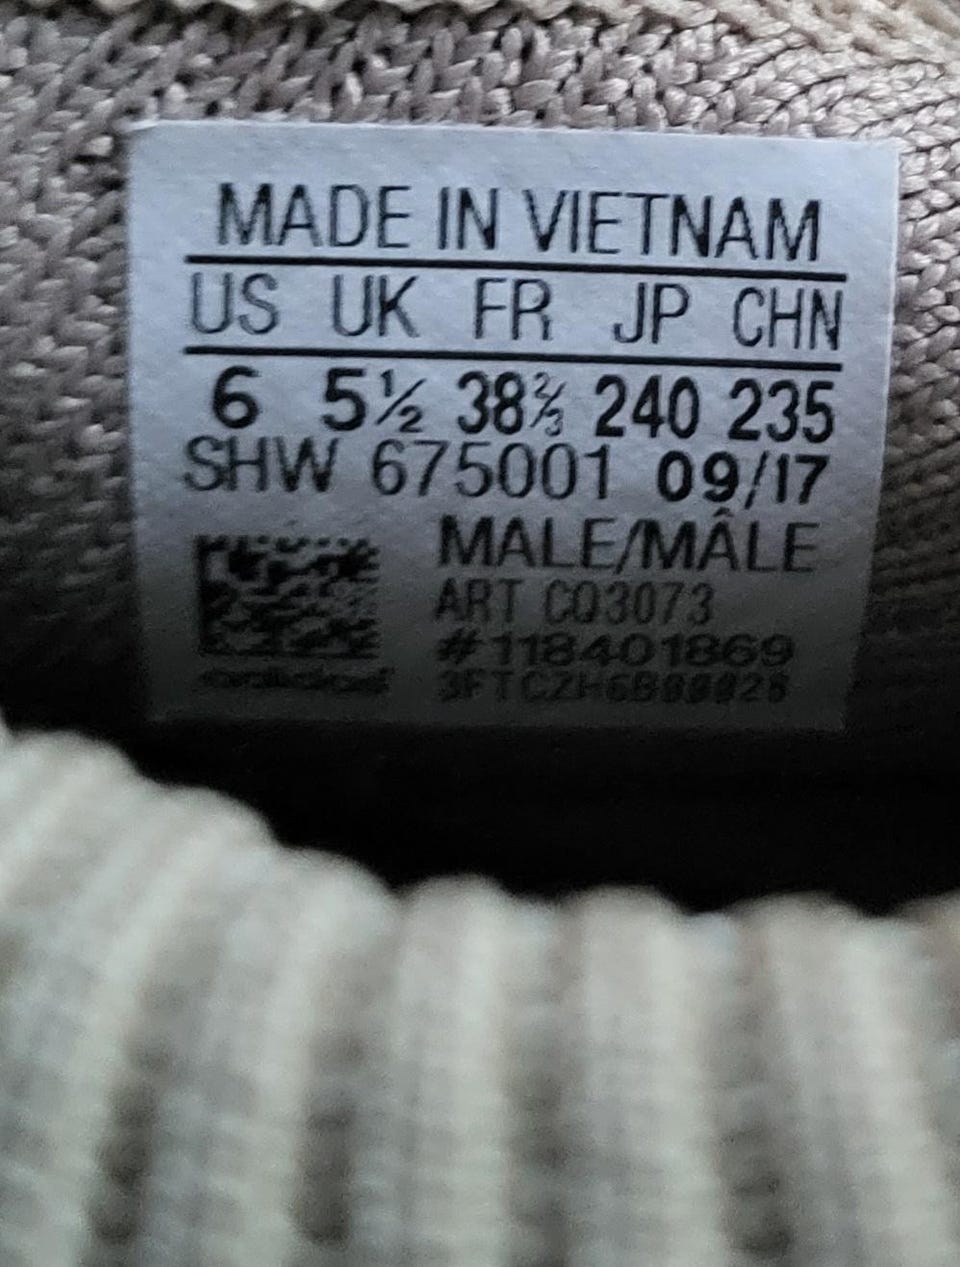 MADE IN VIETNAM
US UK FR JP CHN
6 5½ 38⅔ 240 235
SHW 675001 09/17
MALE/MÂLE
ART CQ3073
#118401869
adidas